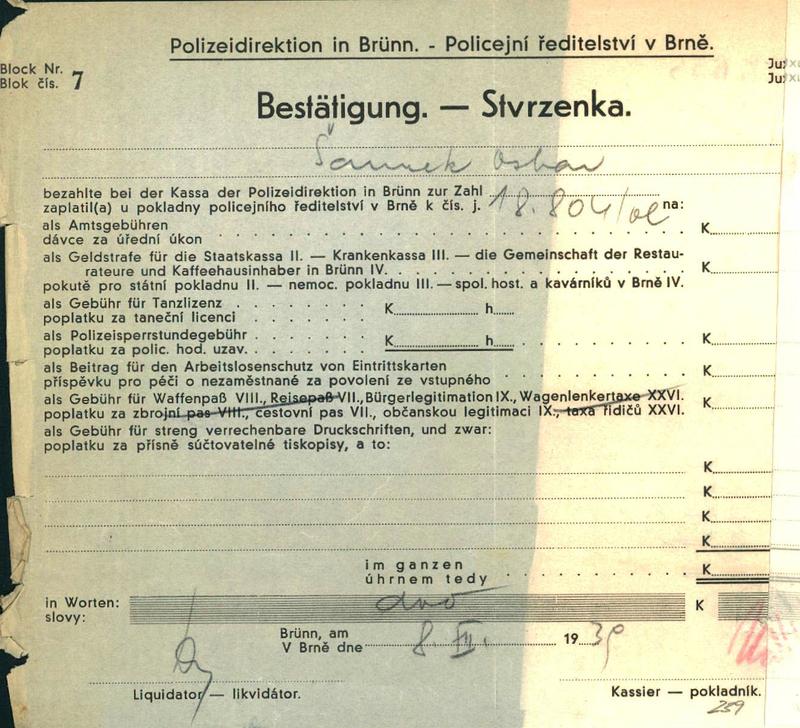 Polizeidirektion in Brünn. - Policejní ředitelství v Brně.
Block Nr.
Blok čís. 7
Bestätigung. — Stvrzenka.
Oskar
bezahlte bei der Kassa der Polizeidirektion in Brünn zur Zahl
zaplatil(a) u pokladny policejního ředitelství v Brně k čís. j. 18.804 na:
als Amtsgebühren
dávce za úřední úkon K
als Geldstrafe für die Staatskassa II. — Krankenkassa III. — die Gemeinschaft der Restau-
rateure und Kaffeehausinhaber in Brünn IV. K
pokutě pro státní pokladnu II. — nemoc. pokladnu III. — spol. host. a kavárníků v Brně IV.
als Gebühr für Tanzlizenz
poplatku za taneční licenci K h
als Polizeisperrstundegebühr
poplatku za polic. hod. uzav. K h K
als Beitrag für den Arbeitslosenschutz von Eintrittskarten
příspěvku pro péči o nezaměstnané za povolení ze vstupného K
als Gebühr für Waffenpaß VIII., Reisepaß VII., Bürgerlegitimation IX., Wagenlenkertaxe XXVI.
poplatku za zbrojní pas VIII., cestovní pas VII., občanskou legitimaci IX., taxa řidičů XXVI. K
als Gebühr für streng verrechenbare Druckschriften, und zwar:
poplatku za přísně súčtovatelné tiskopisy, a to:
K
K
K
K
im ganzen
úhrnem tedy K
in Worten:
slovy: K
Brünn, am
V Brně dne 8. 1939
Liquidator — likvidátor.
Kassier — pokladník.
259